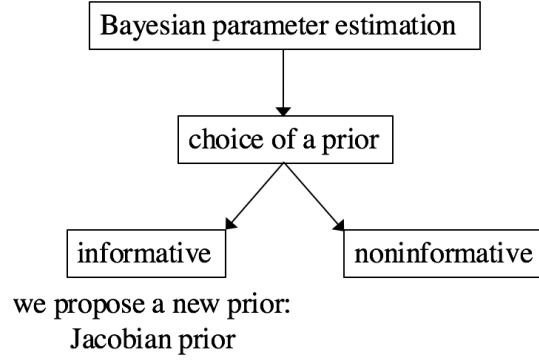 Bayesian parameter estimation
choice of a prior
informative
noninformative
we propose a new prior:
Jacobian prior